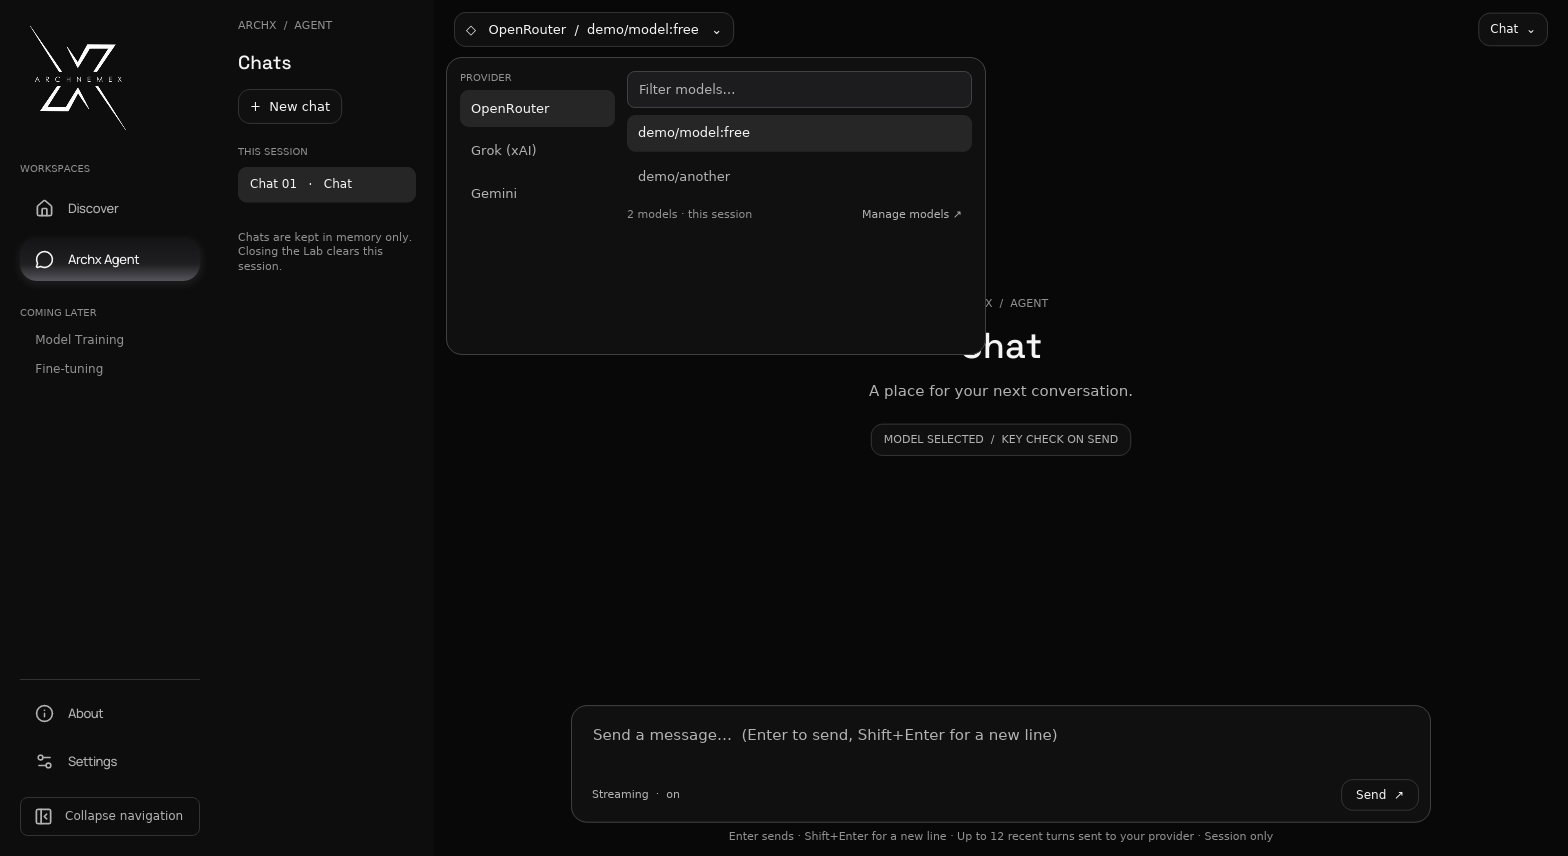 ARCHNEMEX
WORKSPACES
Discover
Archx Agent
COMING LATER
Model Training
Fine-tuning
About
Settings
Collapse navigation
ARCHX / AGENT
Chats
+ New chat
THIS SESSION
Chat 01 · Chat
Chats are kept in memory only.
Closing the Lab clears this
session.
◇ OpenRouter / demo/model:free ⌄
Chat ⌄
PROVIDER
OpenRouter
Grok (xAI)
Gemini
Filter models...
demo/model:free
demo/another
2 models · this session
Manage models ↗
X / AGENT
hat
A place for your next conversation.
MODEL SELECTED / KEY CHECK ON SEND
Send a message... (Enter to send, Shift+Enter for a new line)
Streaming · on
Send ↗
Enter sends · Shift+Enter for a new line · Up to 12 recent turns sent to your provider · Session only